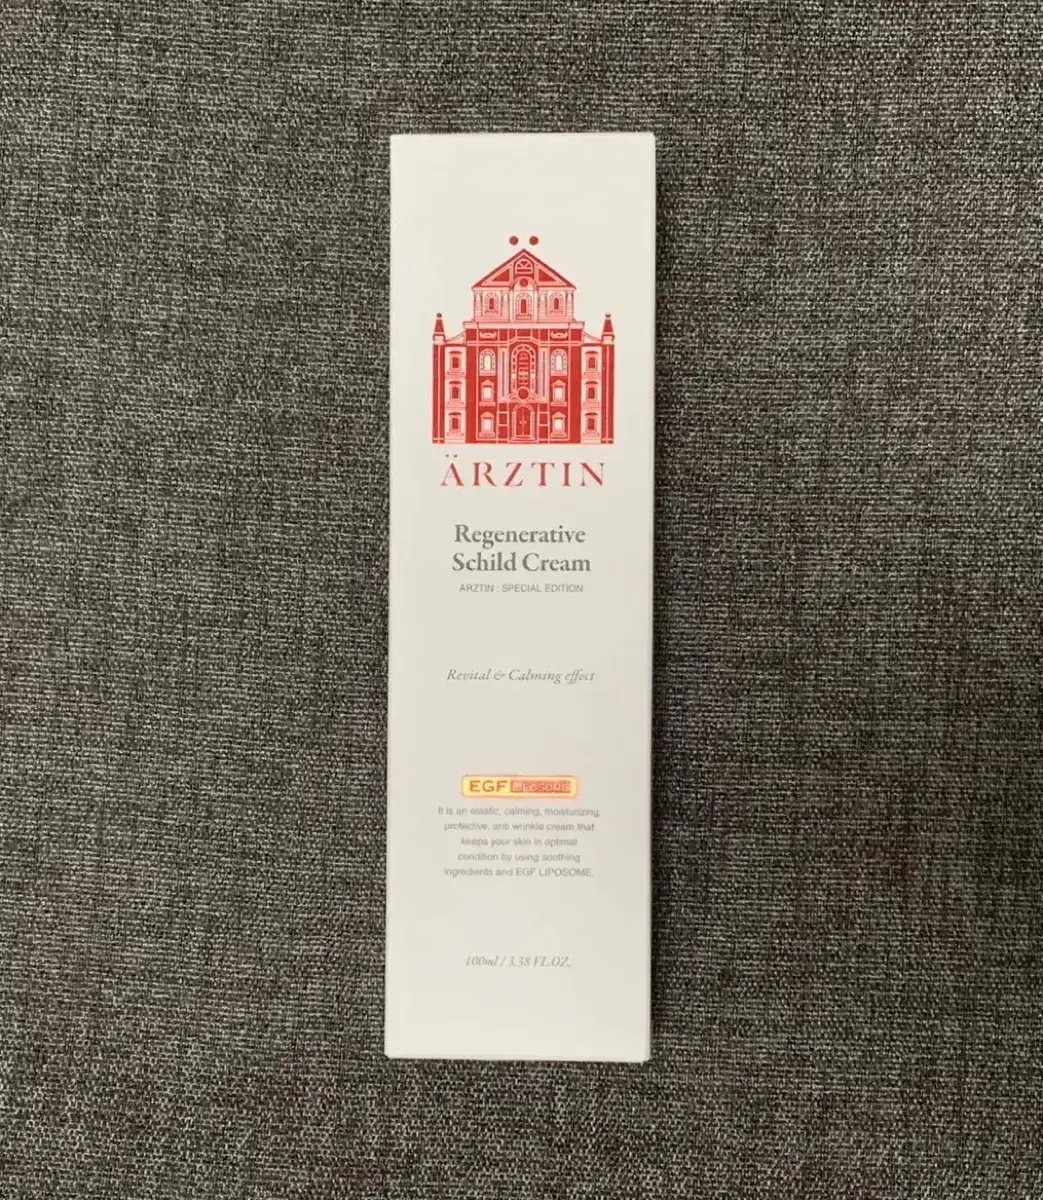 ÄRZTIN
Regenerative
Schild Cream
ÄRZTIN : SPECIAL EDITION
Revital & Calming effect
EGF LIPOSOME
It is an elastic, calming, moisturizing,
protective, anti wrinkle cream that
keeps your skin in optimal
condition by using soothing
ingredients and EGF LIPOSOME.
100ml / 3.38 FL.OZ.